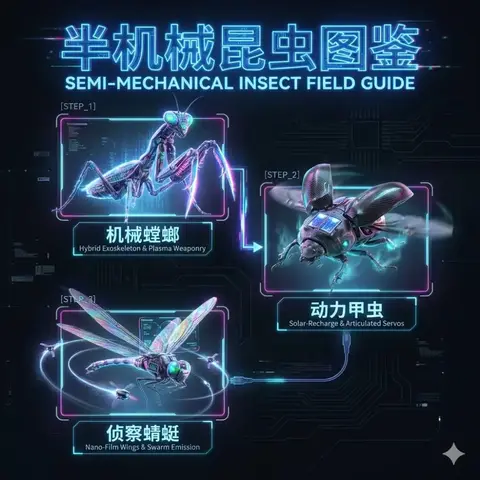 半机械昆虫图鉴
SEMI-MECHANICAL INSECT FIELD GUIDE
[STEP_1]
机械螳螂
Hybrid Exoskeleton & Plasma Weaponry
[STEP_2]
动力甲虫
Solar-Recharge & Articulated Servos
[STEP_3]
侦察蜻蜓
Nano-Film Wings & Swarm Emission